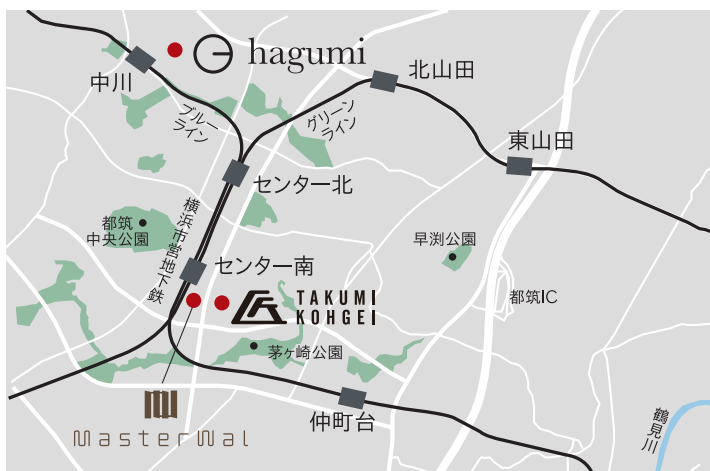 hagumi
中川
北山田
ブルー
ライン
グリーン
ライン
東山田
センター北
横浜市営地下鉄
都筑
中央公園
早渕公園
センター南
TAKUMI
KOHGEI
都筑IC
茅ヶ崎公園
仲町台
MasterWal
鶴見川